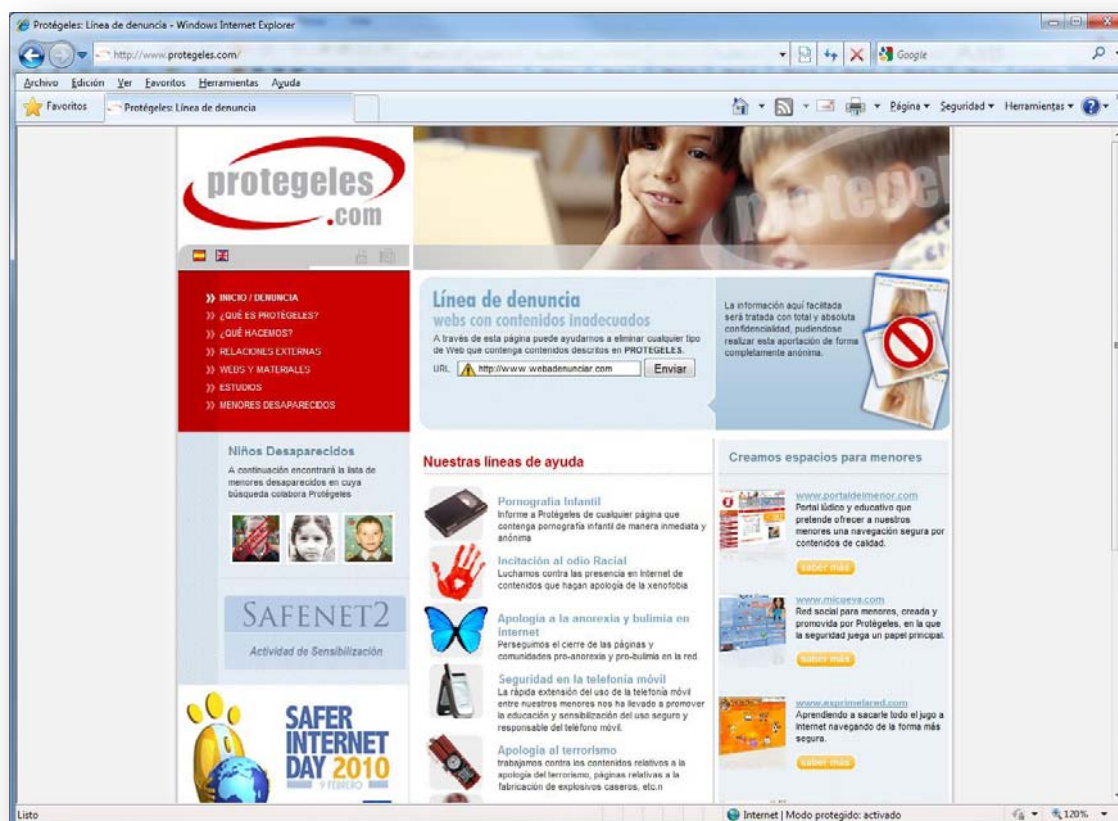 Protégeles: Línea de denuncia - Windows Internet Explorer
http://www.protegeles.com/
Google
Archivo Edición Ver Favoritos Herramientas Ayuda
Favoritos
Protégeles: Línea de denuncia
Página
Seguridad
Herramientas
protegeles
.com
protegel
INICIO / DENUNCIA
¿QUÉ ES PROTÉGELES?
¿QUÉ HACEMOS?
RELACIONES EXTERNAS
WEBS Y MATERIALES
ESTUDIOS
MENORES DESAPARECIDOS
Línea de denuncia
webs con contenidos inadecuados
A través de esta página puede ayudarnos a eliminar cualquier tipo
de Web que contenga contenidos descritos en PROTEGELES.
URL http://www.webadenunciar.com Enviar
La información aquí facilitada
será tratada con total y absoluta
confidencialidad, pudiendose
realizar esta aportación de forma
completamente anónima.
Niños Desaparecidos
A continuación encontrará la lista de
menores desaparecidos en cuya
búsqueda colabora Protégeles
SAFENET2
Actividad de Sensibilización
SAFER
INTERNET
DAY 2010
9 FEBRERO
Nuestras líneas de ayuda
Pornografía Infantil
Informe a Protégeles de cualquier página que
contenga pornografía infantil de manera inmediata y
anónima
Incitación al odio Racial
Luchamos contra las presencia en Internet de
contenidos que hagan apología de la xenofobia
Apología a la anorexia y bulimia en
internet
Perseguimos el cierre de las páginas y
comunidades pro-anorexia y pro-bulimia en la red.
Seguridad en la telefonía móvil
La rápida extensión del uso de la telefonía móvil
entre nuestros menores nos ha llevado a promover
la educación y sensibilización del uso seguro y
responsable del teléfono móvil.
Apología al terrorismo
trabajamos contra los contenidos relativos a la
apología del terrorismo, páginas relativas a la
fabricación de explosivos caseros, etc.n
Creamos espacios para menores
www.portaldelmenor.com
Portal lúdico y educativo que
pretende ofrecer a nuestros
menores una navegación segura por
contenidos de calidad.
saber más
www.micueva.com
Red social para menores, creada y
promovida por Protégeles, en la que
la seguridad juega un papel principal.
saber más
www.exprimelared.com
Aprendiendo a sacarle todo el jugo a
Internet navegando de la forma más
segura.
saber más
Listo
Internet | Modo protegido: activado
120%